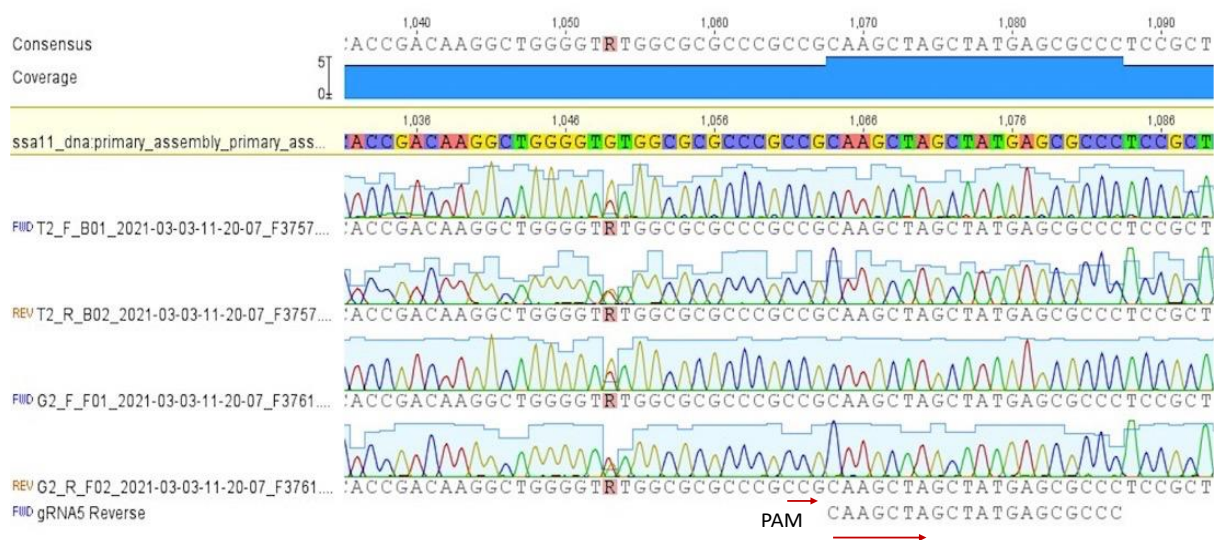 1,040 1,050 1,060 1,070 1,080 1,090
Consensus :ACCGACAAGGCTGGGGTRTGGCGCGCCCGCCGCAAGCTAGCTATGAGCGCCCTCCGCT
Coverage 5
0
1,036 1,046 1,056 1,066 1,076 1,086
ssa11_dna:primary_assembly_primary_ass... :ACCGACAAGGCTGGGGTGTGGCGCGCCCGCCGCAAGCTAGCTATGAGCGCCCTCCGCT
FWD T2_F_B01_2021-03-03-11-20-07_F3757.... :ACCGACAAGGCTGGGGTRTGGCGCGCCCGCCGCAAGCTAGCTATGAGCGCCCTCCGCT
REV T2_R_B02_2021-03-03-11-20-07_F3757.... :ACCGACAAGGCTGGGGTRTGGCGCGCCCGCCGCAAGCTAGCTATGAGCGCCCTCCGCT
FWD G2_F_F01_2021-03-03-11-20-07_F3761.... :ACCGACAAGGCTGGGGTRTGGCGCGCCCGCCGCAAGCTAGCTATGAGCGCCCTCCGCT
REV G2_R_F02_2021-03-03-11-20-07_F3761.... :ACCGACAAGGCTGGGGTRTGGCGCGCCCGCCGCAAGCTAGCTATGAGCGCCCTCCGCT
FWD gRNA5 Reverse CAAGCTAGCTATGAGCGCCC
PAM